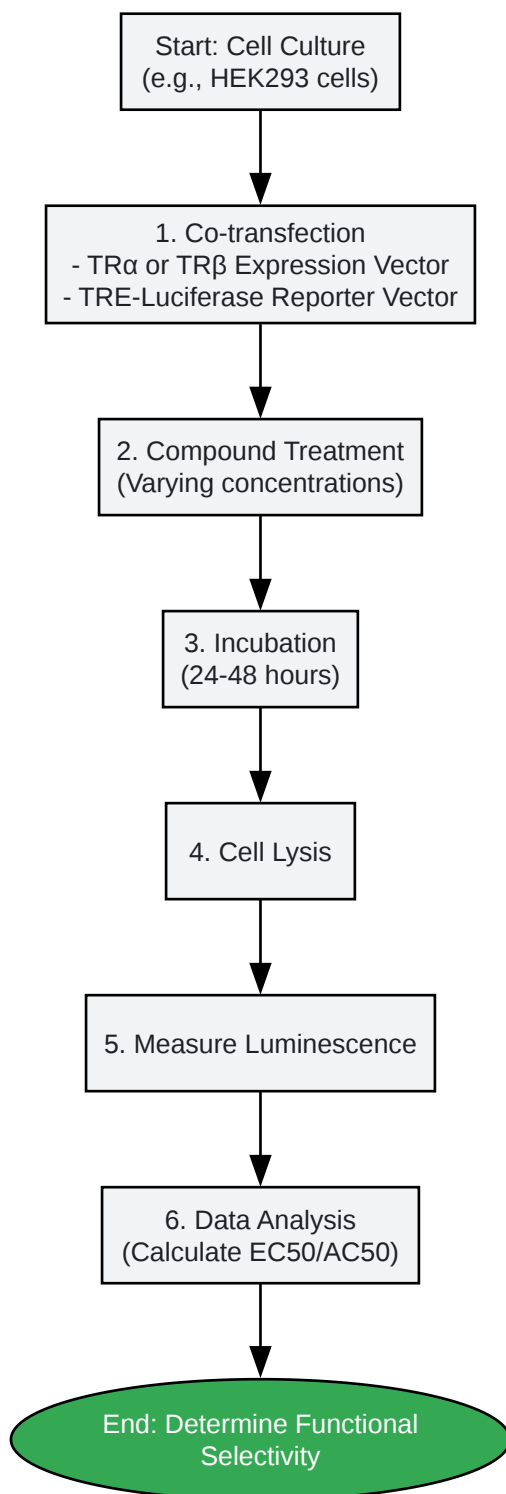 Start: Cell Culture
(e.g., HEK293 cells)
1. Co-transfection
- TRα or TRβ Expression Vector
- TRE-Luciferase Reporter Vector
2. Compound Treatment
(Varying concentrations)
3. Incubation
(24-48 hours)
4. Cell Lysis
5. Measure Luminescence
6. Data Analysis
(Calculate EC50/AC50)
End: Determine Functional
Selectivity